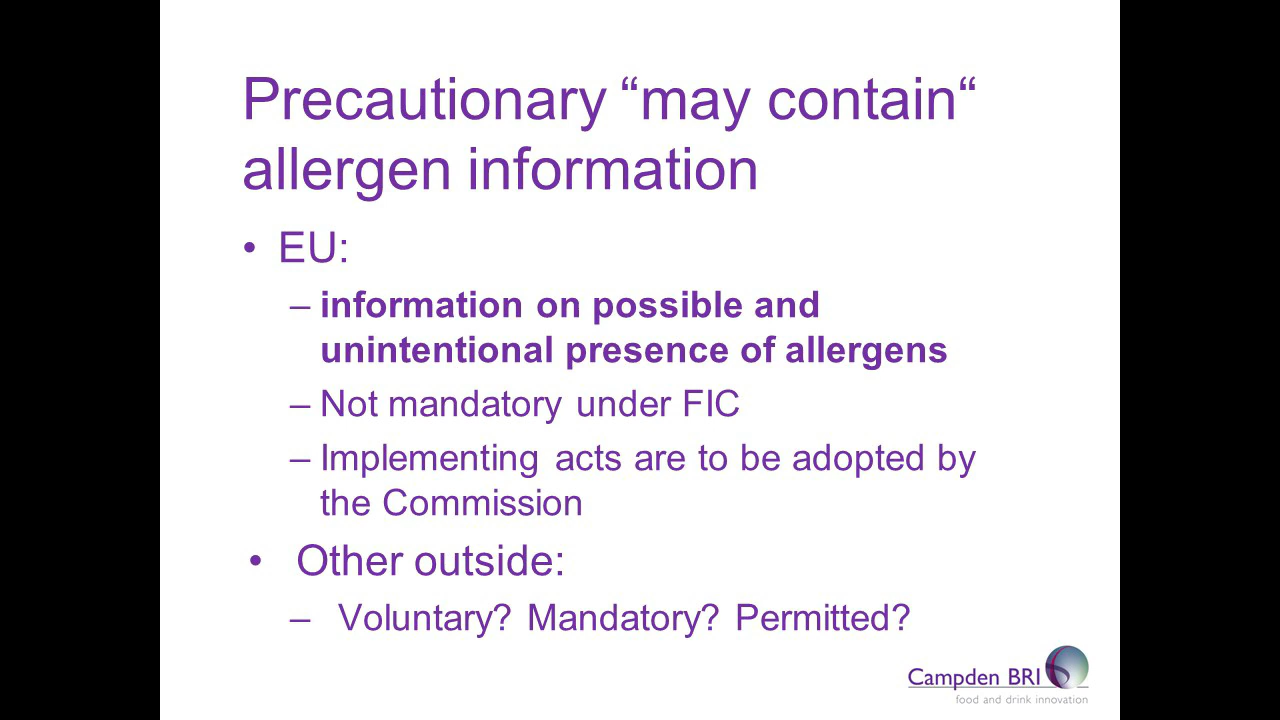 Precautionary “may contain“
allergen information
• EU:
– information on possible and
unintentional presence of allergens
– Not mandatory under FIC
– Implementing acts are to be adopted by
the Commission
• Other outside:
– Voluntary? Mandatory? Permitted?
Campden BRI
food and drink innovation